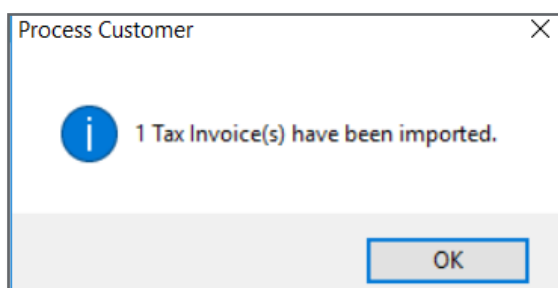 Process Customer
1 Tax Invoice(s) have been imported.
OK